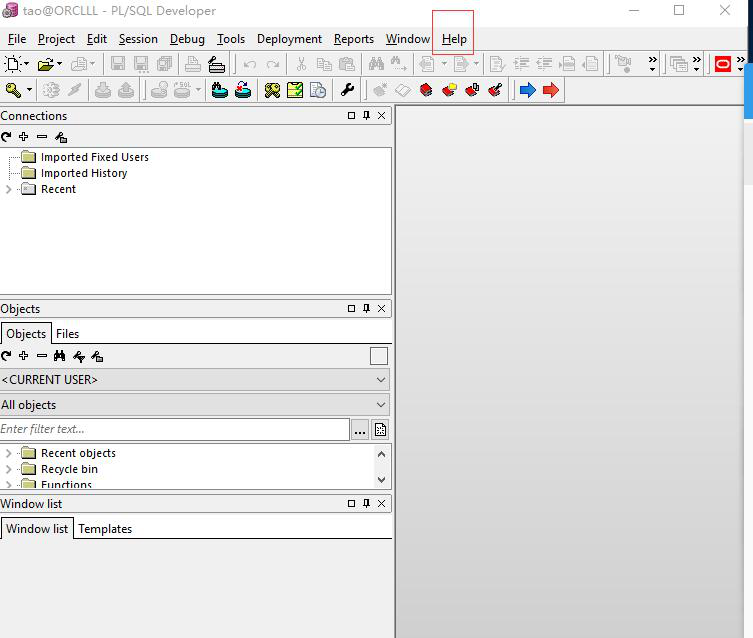 tao@ORCLLL - PL/SQL Developer
File Project Edit Session Debug Tools Deployment Reports Window Help
SQL
Connections
Imported Fixed Users
Imported History
Recent
Objects
Objects Files
<CURRENT USER>
All objects
Enter filter text...
Recent objects
Recycle bin
Functions
Window list
Window list Templates